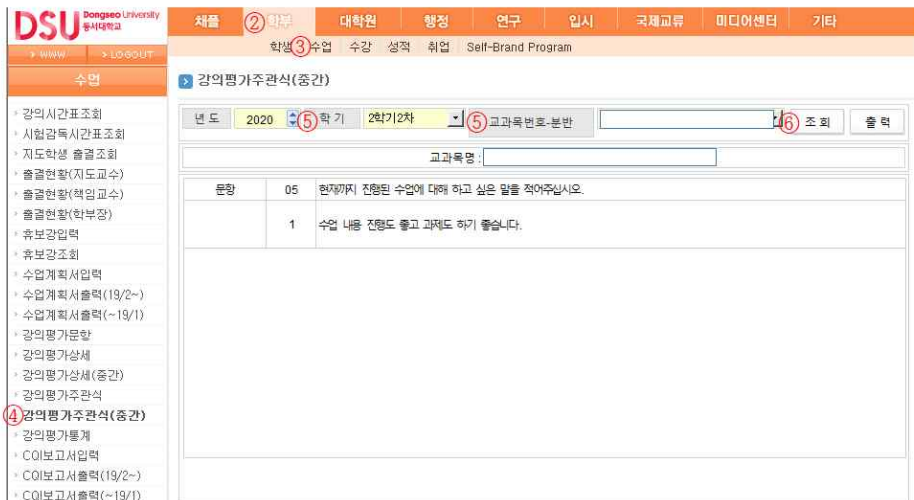 DSU Dongseo University
동서대학교
> WWW. > LOGOUT
채플 ② 학부 대학원 행정 연구 입시 국제교류 미디어센터 기타
학생 ③ 수업 수강 성적 취업 Self-Brand Program
수업
강의평가주관식(중간)
년 도 2020 ⑤ 학 기 2학기2차 ⑤ 교과목번호-분반 ⑥ 조 회 출 력
교과목명 :
문항 05 현재까지 진행된 수업에 대해 하고 싶은 말을 적어주십시오.
1 수업 내용 진행도 좋고 과제도 하기 좋습니다.
강의시간표조회
시험감독시간표조회
지도학생 출결조회
출결현황(지도교수)
출결현황(책임교수)
출결현황(학부장)
휴보강입력
휴보강조회
수업계획서입력
수업계획서출력(19/2~)
수업계획서출력(~19/1)
강의평가문항
강의평가상세
강의평가상세(중간)
강의평가주관식
④ 강의평가주관식(중간)
강의평가통계
CQI보고서입력
CQI보고서출력(19/2~)
CQI보고서출력(~19/1)